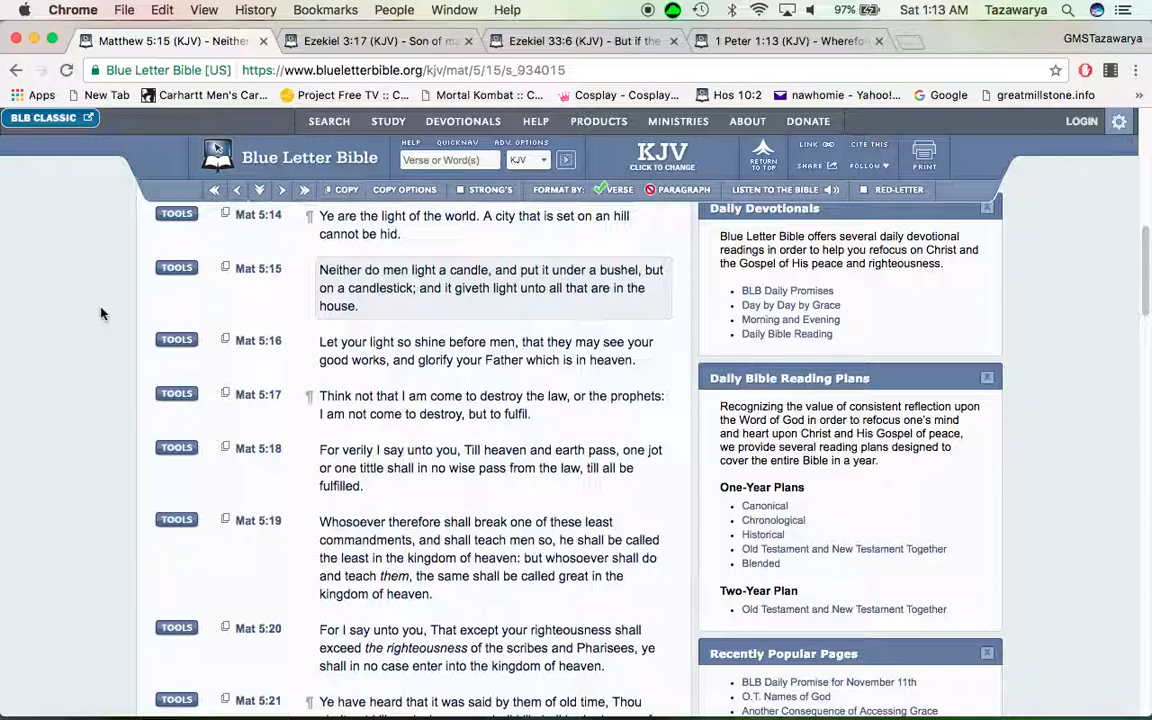 Chrome File Edit View History Bookmarks People Window Help 97% Sat 1:13 AM Tazawarya
Matthew 5:15 (KJV) - Neither Ezekiel 3:17 (KJV) - Son of ma Ezekiel 33:6 (KJV) - But if the 1 Peter 1:13 (KJV) - Wherefo GMSTazawarya
Blue Letter Bible [US] https://www.blueletterbible.org/kjv/mat/5/15/s_934015
Apps New Tab Carhartt Men's Car... Project Free TV :: C... Mortal Kombat :: C... Cosplay - Cosplay... Hos 10:2 nawhomie - Yahoo!... Google greatmillstone.info »
BLB CLASSIC SEARCH STUDY DEVOTIONALS HELP PRODUCTS MINISTRIES ABOUT DONATE LOGIN
HELP QUICKNAV ADV. OPTIONS
Blue Letter Bible Verse or Word(s) KJV KJV CLICK TO CHANGE RETURN TO TOP LINK CITE THIS SHARE FOLLOW PRINT
COPY COPY OPTIONS STRONG'S FORMAT BY: VERSE PARAGRAPH LISTEN TO THE BIBLE RED-LETTER
TOOLS Mat 5:14 ¶ Ye are the light of the world. A city that is set on an hill
cannot be hid.
TOOLS Mat 5:15 Neither do men light a candle, and put it under a bushel, but
on a candlestick; and it giveth light unto all that are in the
house.
TOOLS Mat 5:16 Let your light so shine before men, that they may see your
good works, and glorify your Father which is in heaven.
TOOLS Mat 5:17 ¶ Think not that I am come to destroy the law, or the prophets:
I am not come to destroy, but to fulfil.
TOOLS Mat 5:18 For verily I say unto you, Till heaven and earth pass, one jot
or one tittle shall in no wise pass from the law, till all be
fulfilled.
TOOLS Mat 5:19 Whosoever therefore shall break one of these least
commandments, and shall teach men so, he shall be called
the least in the kingdom of heaven: but whosoever shall do
and teach them, the same shall be called great in the
kingdom of heaven.
TOOLS Mat 5:20 For I say unto you, That except your righteousness shall
exceed the righteousness of the scribes and Pharisees, ye
shall in no case enter into the kingdom of heaven.
TOOLS Mat 5:21 ¶ Ye have heard that it was said by them of old time, Thou
Daily Devotionals
Blue Letter Bible offers several daily devotional
readings in order to help you refocus on Christ and
the Gospel of His peace and righteousness.
• BLB Daily Promises
• Day by Day by Grace
• Morning and Evening
• Daily Bible Reading
Daily Bible Reading Plans
Recognizing the value of consistent reflection upon
the Word of God in order to refocus one's mind
and heart upon Christ and His Gospel of peace,
we provide several reading plans designed to
cover the entire Bible in a year.
One-Year Plans
• Canonical
• Chronological
• Historical
• Old Testament and New Testament Together
• Blended
Two-Year Plan
• Old Testament and New Testament Together
Recently Popular Pages
• BLB Daily Promise for November 11th
• O.T. Names of God
• Another Consequence of Accessing Grace